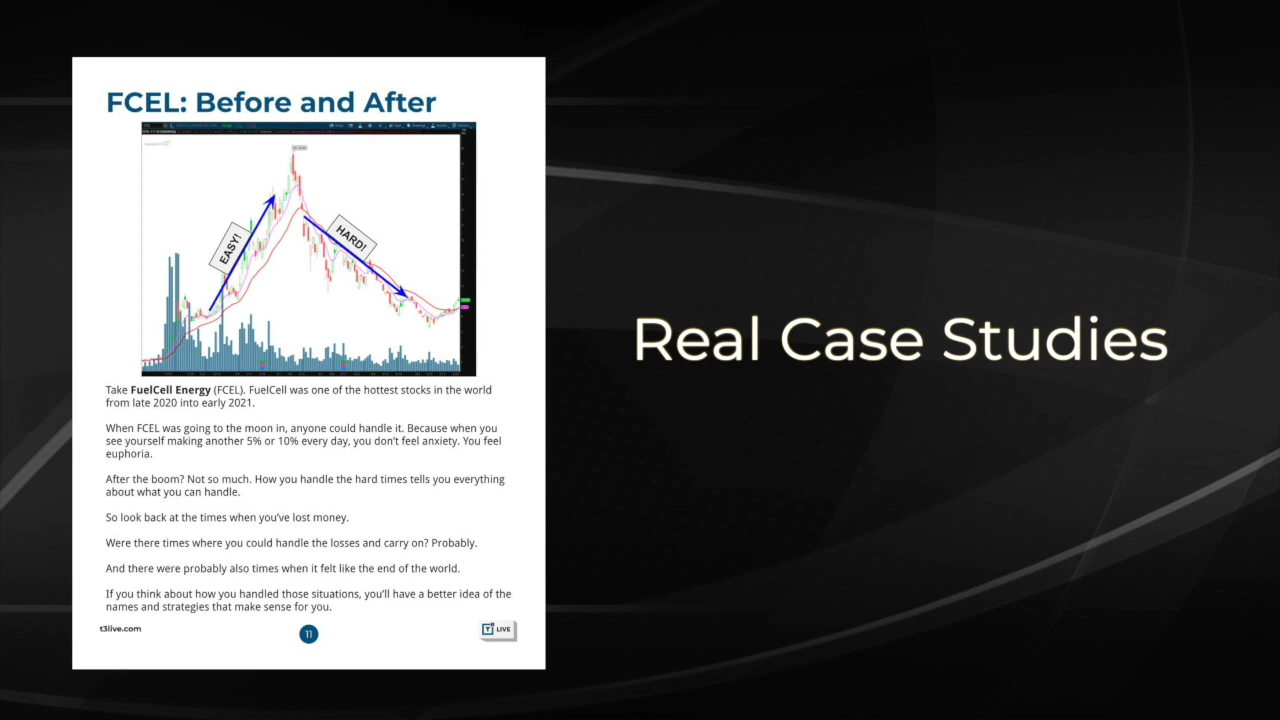 FCEL: Before and After
EASY!
HARD!
Take FuelCell Energy (FCEL). FuelCell was one of the hottest stocks in the world
from late 2020 into early 2021.
When FCEL was going to the moon in, anyone could handle it. Because when you
see yourself making another 5% or 10% every day, you don't feel anxiety. You feel
euphoria.
After the boom? Not so much. How you handle the hard times tells you everything
about what you can handle.
So look back at the times when you've lost money.
Were there times where you could handle the losses and carry on? Probably.
And there were probably also times when it felt like the end of the world.
If you think about how you handled those situations, you'll have a better idea of the
names and strategies that make sense for you.
t3live.com
11
T3 LIVE
Real Case Studies